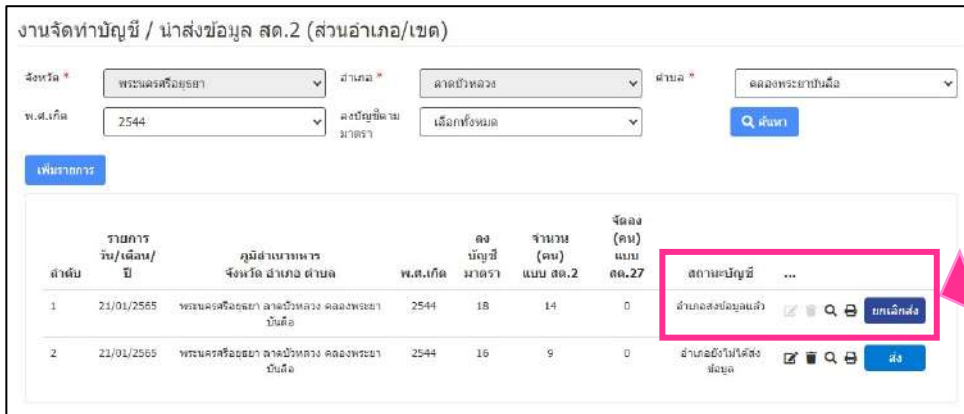 งานจัดทำบัญชี / นำส่งข้อมูล สด.2 (ส่วนอำเภอ/เขต)
จังหวัด * พระนครศรีอยุธยา อำเภอ * ลาดบัวหลวง ตำบล * คลองพระยาบันลือ
พ.ศ.เกิด 2544 ลงบัญชีตาม เลือกทั้งหมด ค้นหา
มาตรา
เพิ่มรายการ
จัดลง
รายการ ลง จำนวน (คน)
วัน/เดือน/ ภูมิลำเนาทหาร บัญชี (คน) แบบ
ลำดับ ปี จังหวัด อำเภอ ตำบล พ.ศ.เกิด มาตรา แบบ สด.2 สด.27 สถานะบัญชี ...
1 21/01/2565 พระนครศรีอยุธยา ลาดบัวหลวง คลองพระยา 2544 18 14 0 อำเภอส่งข้อมูลแล้ว ยกเลิกส่ง
บันลือ
2 21/01/2565 พระนครศรีอยุธยา ลาดบัวหลวง คลองพระยา 2544 16 9 0 อำเภอยังไม่ได้ส่ง ส่ง
บันลือ ข้อมูล